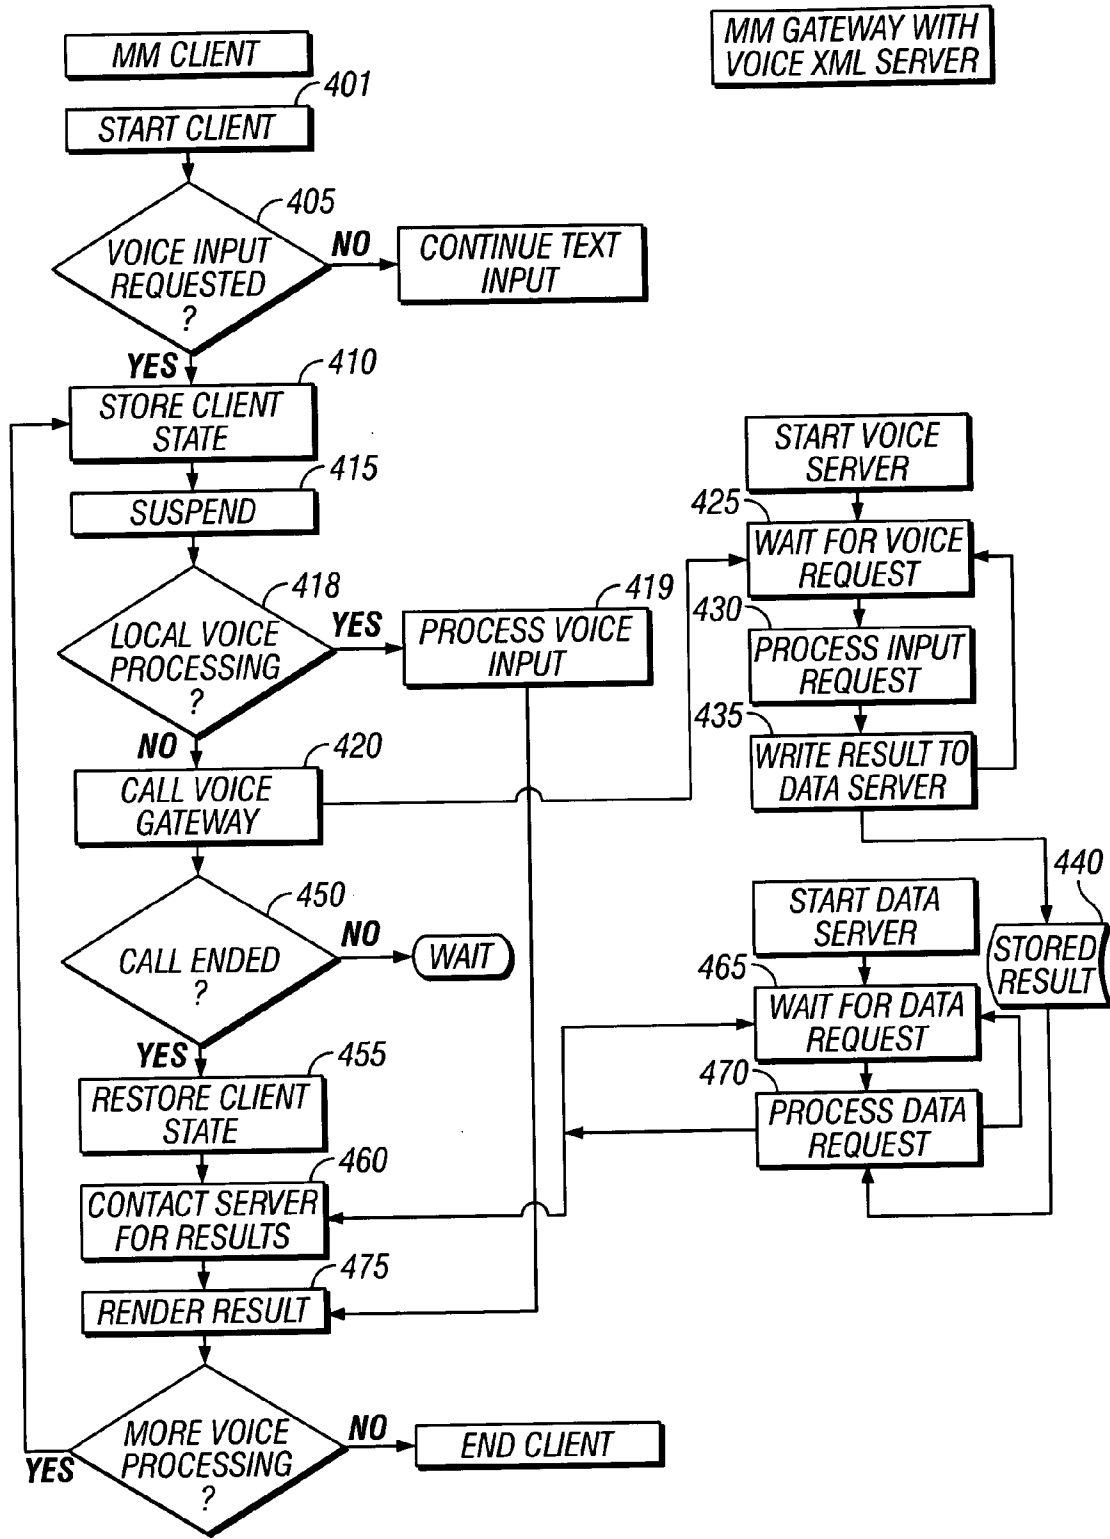 MM CLIENT
MM GATEWAY WITH
VOICE XML SERVER
401
START CLIENT
405
VOICE INPUT
REQUESTED
?
NO
CONTINUE TEXT
INPUT
YES
410
STORE CLIENT
STATE
415
SUSPEND
418
LOCAL VOICE
PROCESSING
?
YES
419
PROCESS VOICE
INPUT
NO
420
CALL VOICE
GATEWAY
450
CALL ENDED
?
NO
WAIT
YES
455
RESTORE CLIENT
STATE
460
CONTACT SERVER
FOR RESULTS
475
RENDER RESULT
MORE VOICE
PROCESSING
?
YES
NO
END CLIENT
START VOICE
SERVER
425
WAIT FOR VOICE
REQUEST
430
PROCESS INPUT
REQUEST
435
WRITE RESULT TO
DATA SERVER
440
STORED
RESULT
START DATA
SERVER
465
WAIT FOR DATA
REQUEST
470
PROCESS DATA
REQUEST